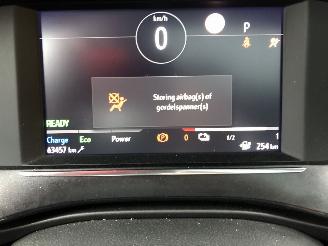 km/h
0
P
Storing airbag(s) of
gordelspanner(s)
READY
Charge Eco Power 0 1/2 1
63457 km 254 km